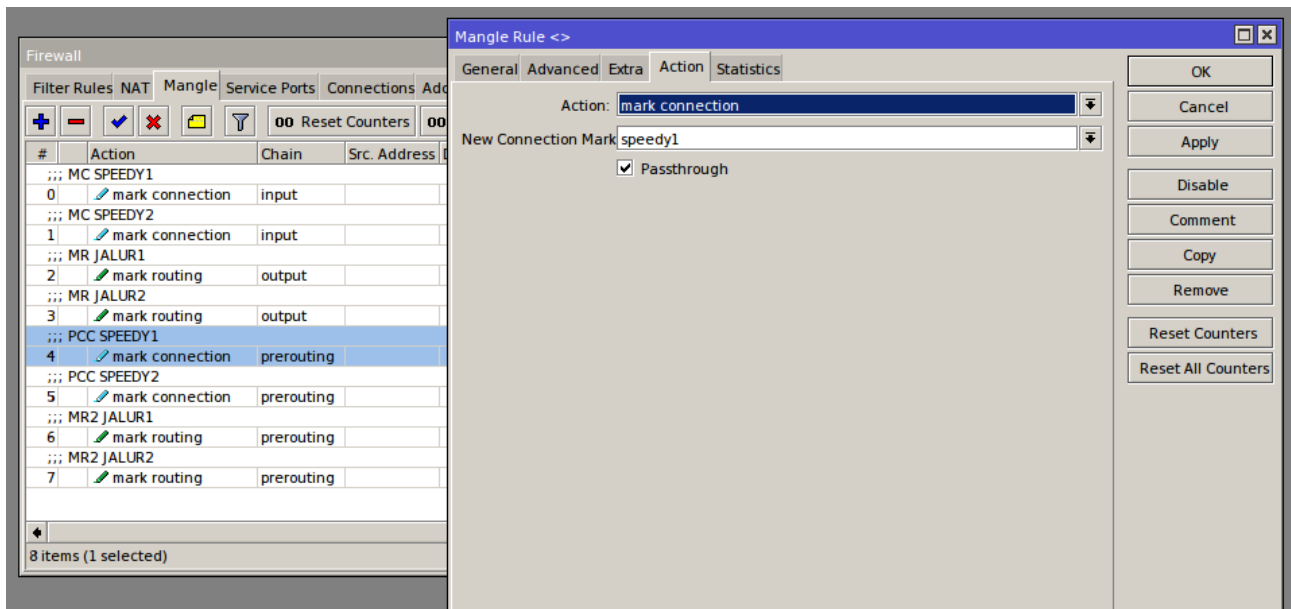 Mangle Rule <>
Firewall
Filter Rules NAT Mangle Service Ports Connections
00 Reset Counters 00
# Action Chain Src. Address
;;; MC SPEEDY1
0 mark connection input
;;; MC SPEEDY2
1 mark connection input
;;; MR JALUR1
2 mark routing output
;;; MR JALUR2
3 mark routing output
;;; PCC SPEEDY1
4 mark connection prerouting
;;; PCC SPEEDY2
5 mark connection prerouting
;;; MR2 JALUR1
6 mark routing prerouting
;;; MR2 JALUR2
7 mark routing prerouting
8 items (1 selected)
General Advanced Extra Action Statistics
Action: mark connection
New Connection Mark speedy1
Passthrough
OK
Cancel
Apply
Disable
Comment
Copy
Remove
Reset Counters
Reset All Counters